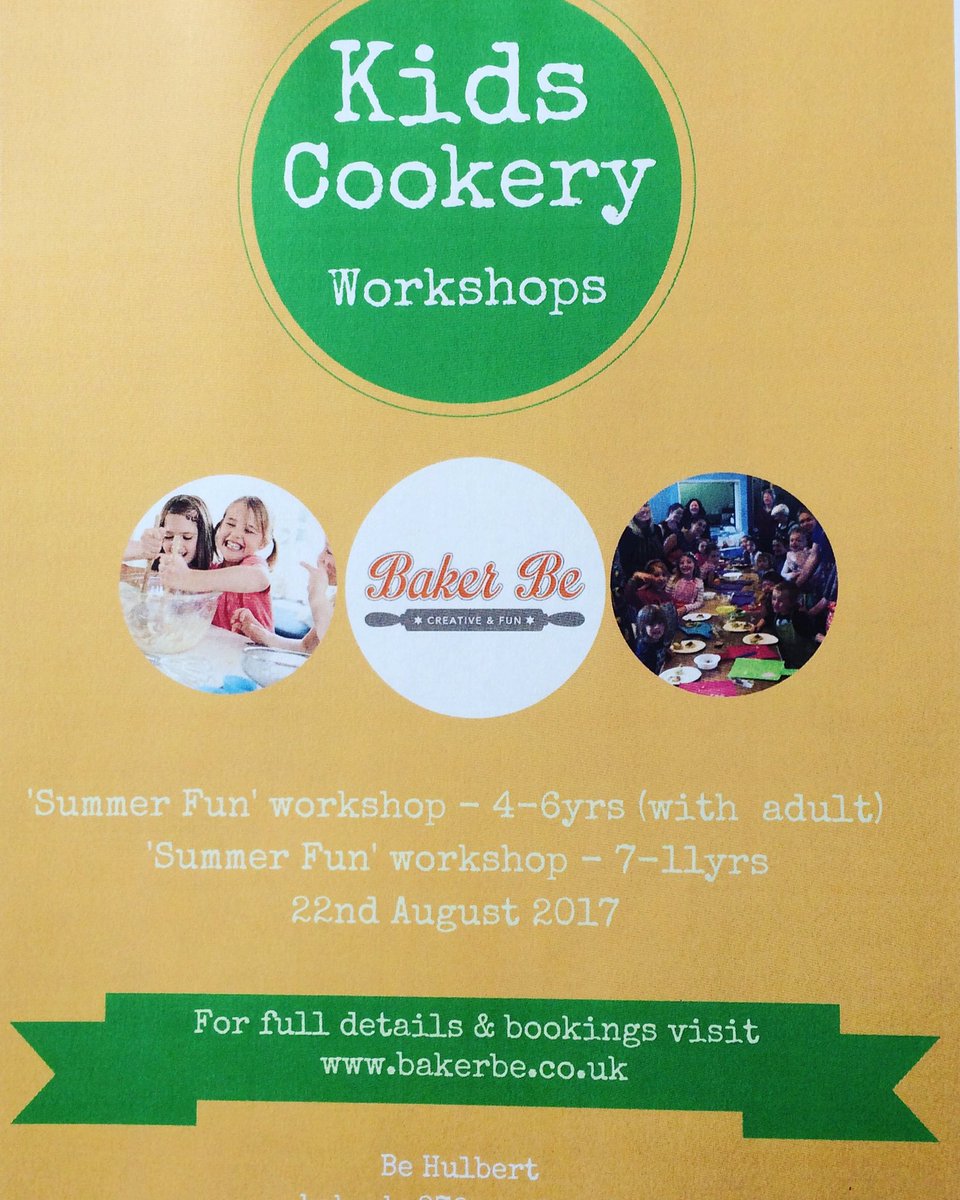 Kids
Cookery
Workshops
Baker Be
* CREATIVE & FUN *
'Summer Fun' workshop - 4-6yrs (with adult)
'Summer Fun' workshop - 7-11yrs
22nd August 2017
For full details & bookings visit
www.bakerbe.co.uk
Be Hulbert